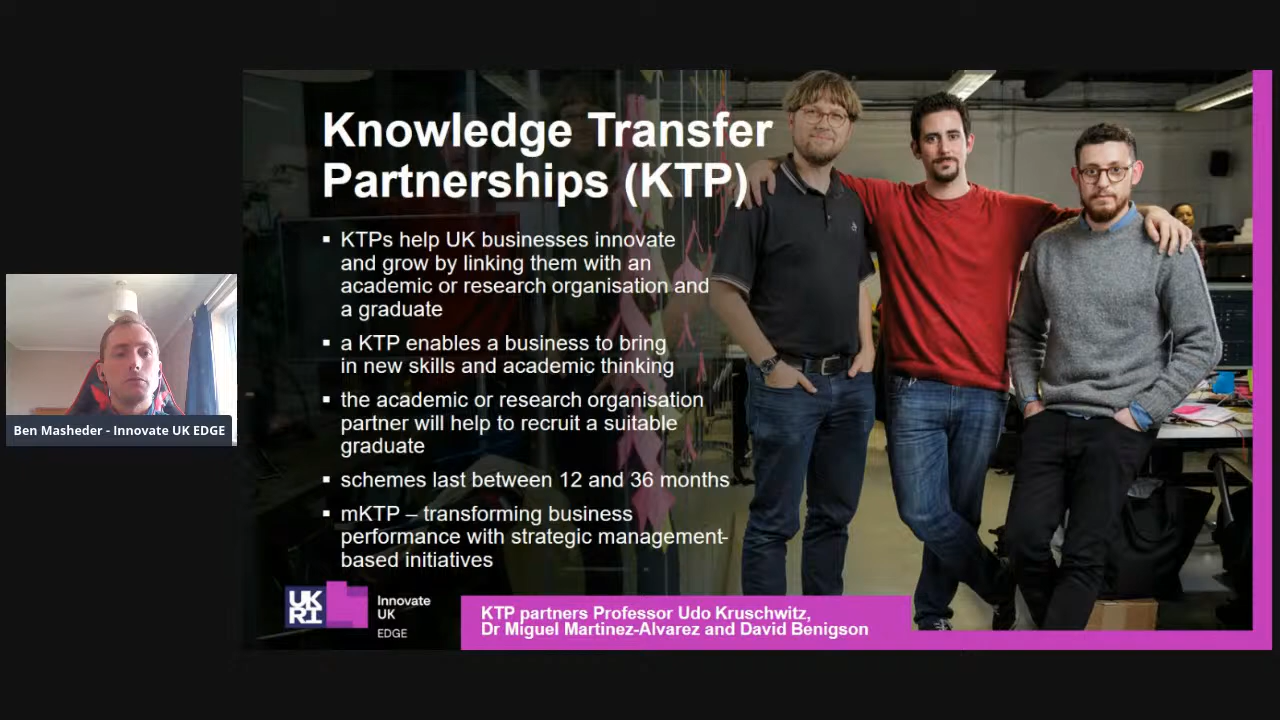 Knowledge Transfer
Partnerships (KTP)
▪ KTPs help UK businesses innovate
and grow by linking them with an
academic or research organisation and
a graduate
▪ a KTP enables a business to bring
in new skills and academic thinking
▪ the academic or research organisation
partner will help to recruit a suitable
graduate
▪ schemes last between 12 and 36 months
▪ mKTP – transforming business
performance with strategic management-
based initiatives
Ben Masheder - Innovate UK EDGE
UK
RI
Innovate
UK
EDGE
KTP partners Professor Udo Kruschwitz,
Dr Miguel Martinez-Alvarez and David Benigson